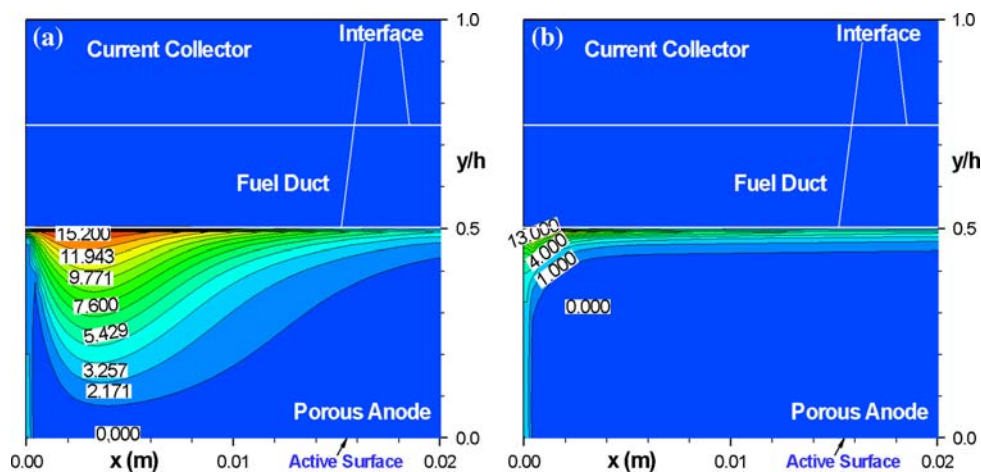 (a)
Current Collector
Interface
Fuel Duct
15.200
11.943
9.771
7.600
5.429
3.257
2.171
0.000
Porous Anode
1.0
y/h
0.5
0.0
0.00
x (m)
0.01
Active Surface
0.02
(b)
Current Collector
Interface
Fuel Duct
13.000
4.000
1.000
0.000
Porous Anode
1.0
y/h
0.5
0.0
0.00
x (m)
0.01
Active Surface
0.02